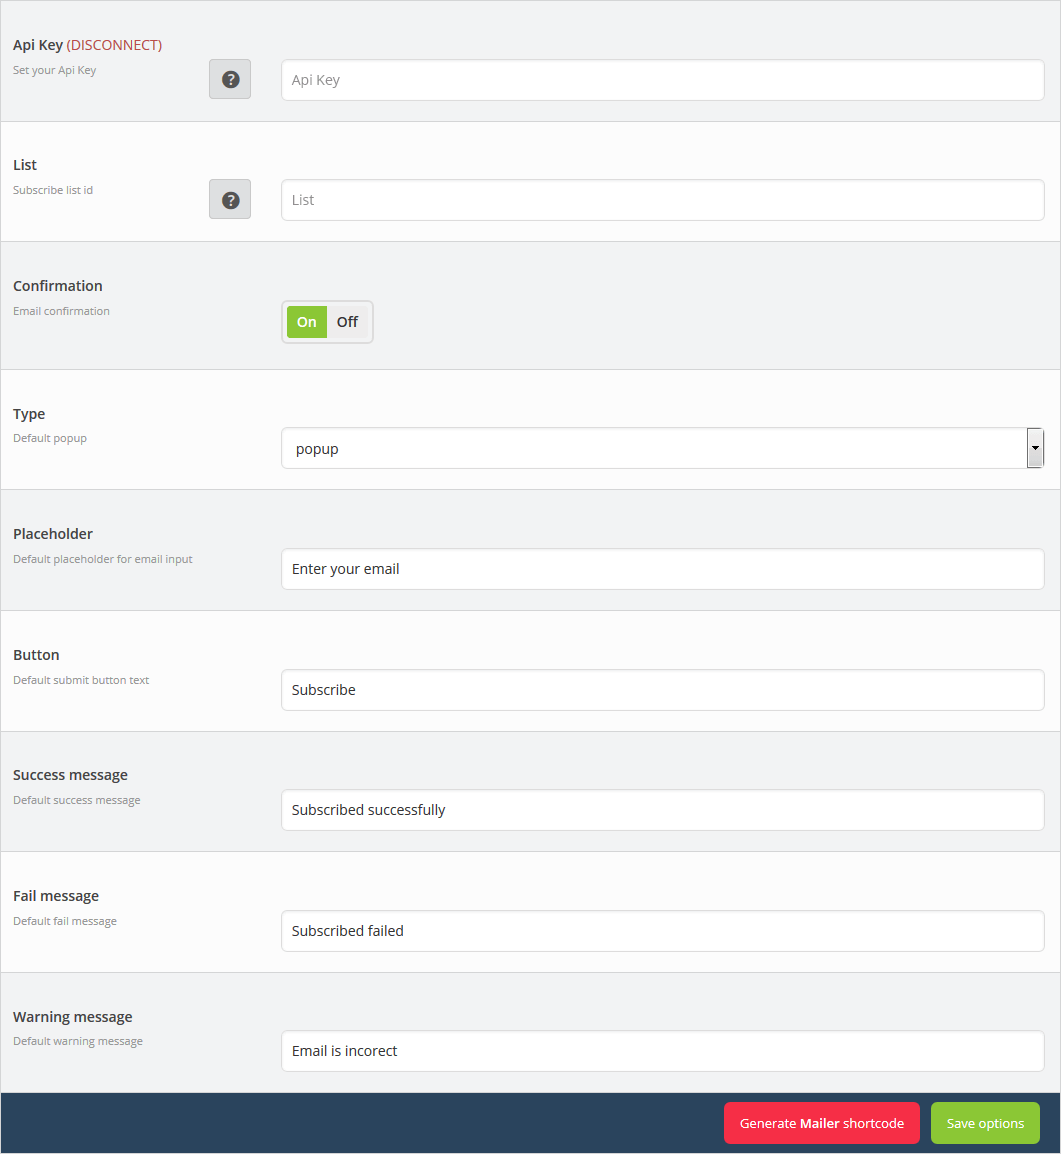 Api Key (DISCONNECT)
Set your Api Key
?
Api Key
List
Subscribe list id
?
List
Confirmation
Email confirmation
On Off
Type
Default popup
popup
Placeholder
Default placeholder for email input
Enter your email
Button
Default submit button text
Subscribe
Success message
Default success message
Subscribed successfully
Fail message
Default fail message
Subscribed failed
Warning message
Default warning message
Email is incorect
Generate Mailer shortcode Save options